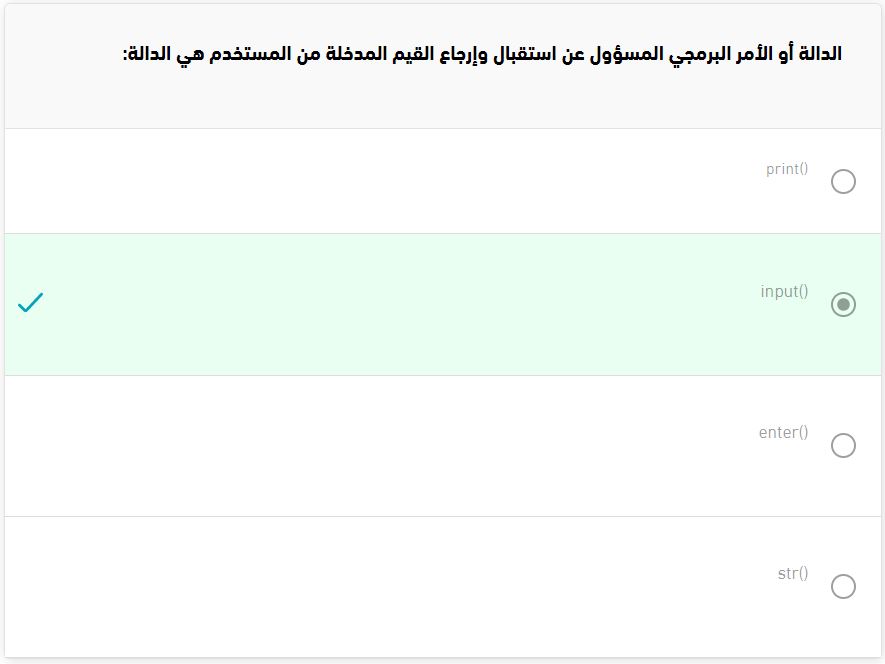 الدالة أو الأمر البرمجي المسؤول عن استقبال وإرجاع القيم المدخلة من المستخدم هي الدالة:
print()
input()
enter()
str()